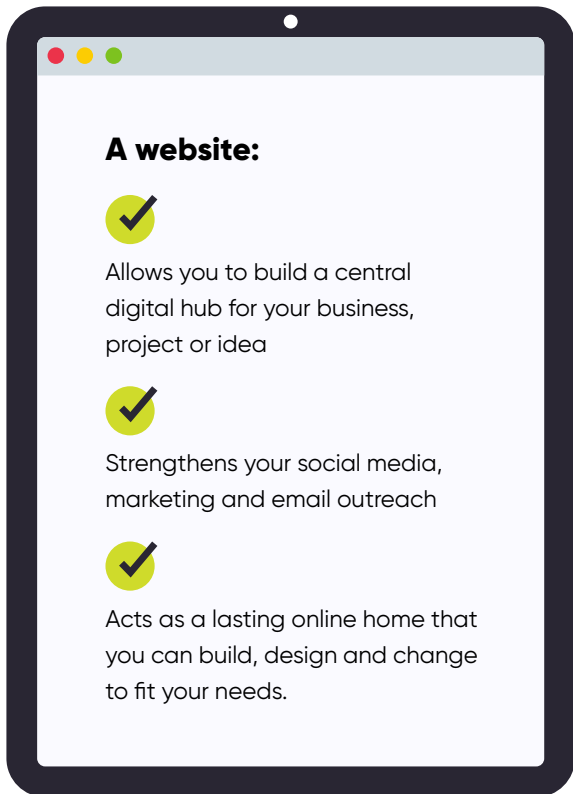 A website:
Allows you to build a central
digital hub for your business,
project or idea
Strengthens your social media,
marketing and email outreach
Acts as a lasting online home that
you can build, design and change
to fit your needs.